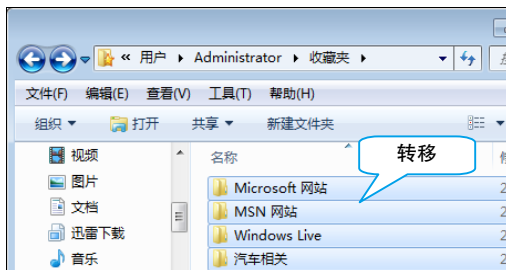 « 用户 ▸ Administrator ▸ 收藏夹 ▸
文件(F) 编辑(E) 查看(V) 工具(T) 帮助(H)
组织 ▼ 打开 共享 ▼ 新建文件夹
视频
图片
文档
迅雷下载
音乐
名称
转移
Microsoft 网站
MSN 网站
Windows Live
汽车相关